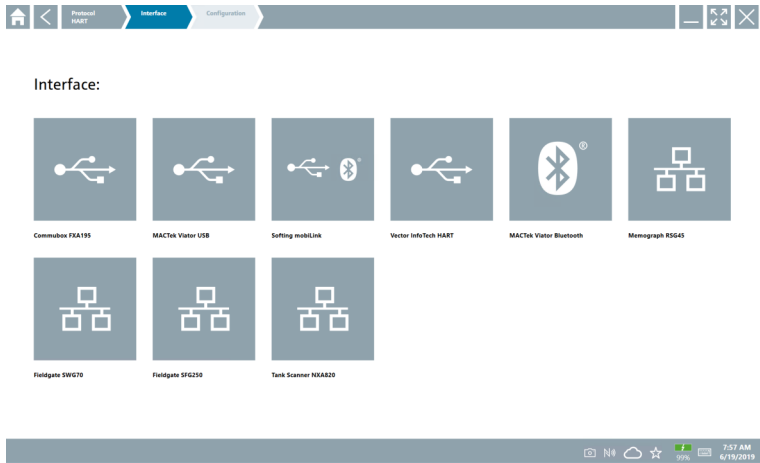 Protocol
HART
Interface
Configuration
Interface:
Commubox FXA195
MACTek Viator USB
Softing mobiLink
Vector InfoTech HART
MACTek Viator Bluetooth
Memograph RSG45
Fieldgate SWG70
Fieldgate SFG250
Tank Scanner NXA820
99%
7:57 AM
6/19/2019